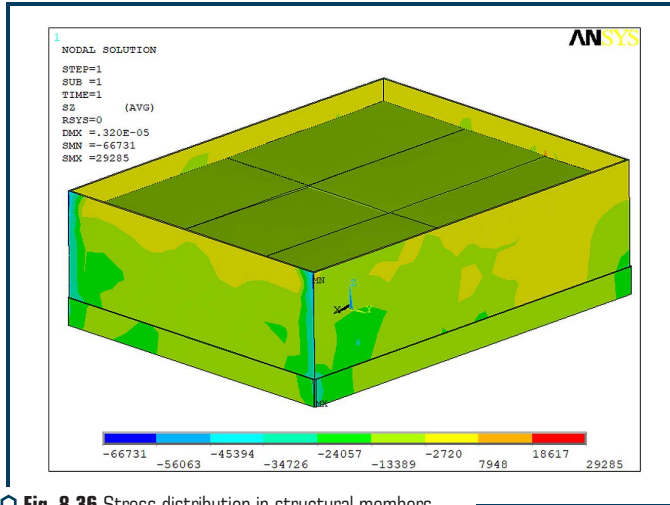 1
ANSYS
NODAL SOLUTION
STEP=1
SUB =1
TIME=1
SZ (AVG)
RSYS=0
DMX =.320E-05
SMN =-66731
SMX =29285
MN
Z
X Y
MX
-66731 -45394 -24057 -2720 18617
-56063 -34726 -13389 7948 29285
Fig. 8.36 Stress distribution in structural members